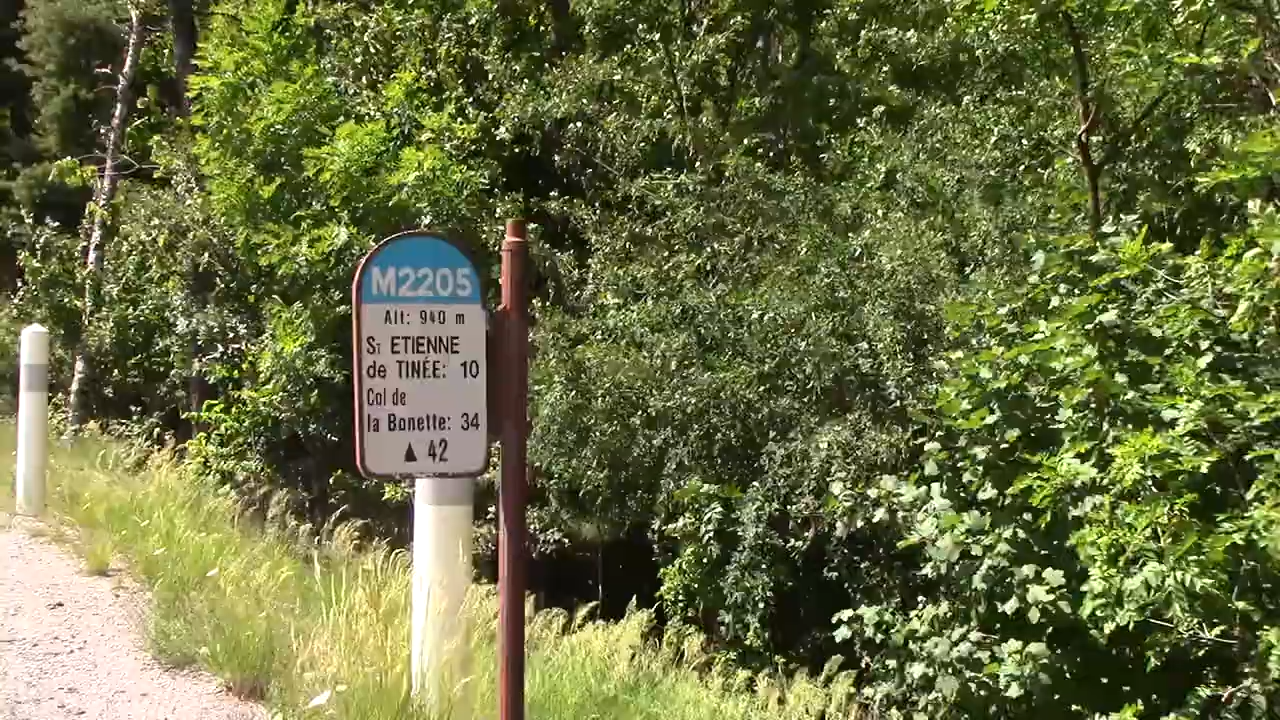 M2205
Alt: 940 m
St ETIENNE
de TINÉE: 10
Col de
la Bonette: 34
▲ 42